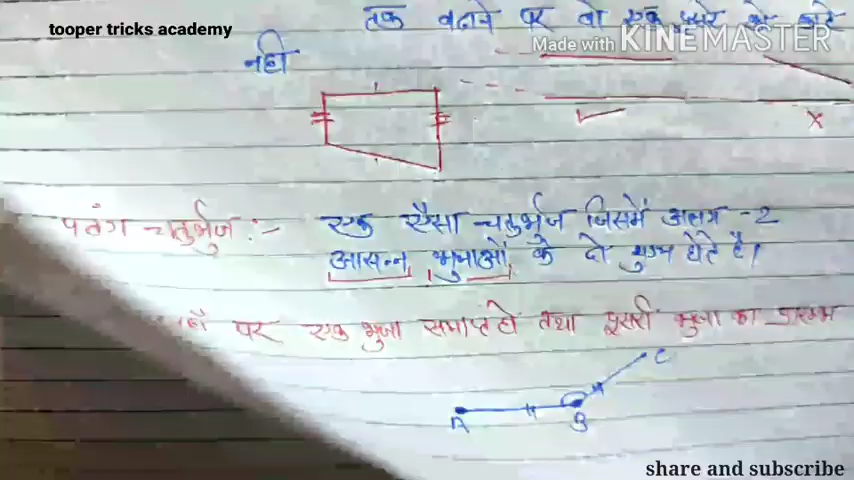 tooper tricks academy
तक बढाने पर वो एक दुसरे को काटे
Made with KINEMASTER
नही
पतंग चतुर्भुज :- एक ऐसा चतुर्भुज जिसमें अलग -2
आसन्न भुजाओं के दो युग्म होते है।
पर एक भुजा समाप्त हो तथा दुसरी भुजा का प्रारम्भ
C
A B
share and subscribe